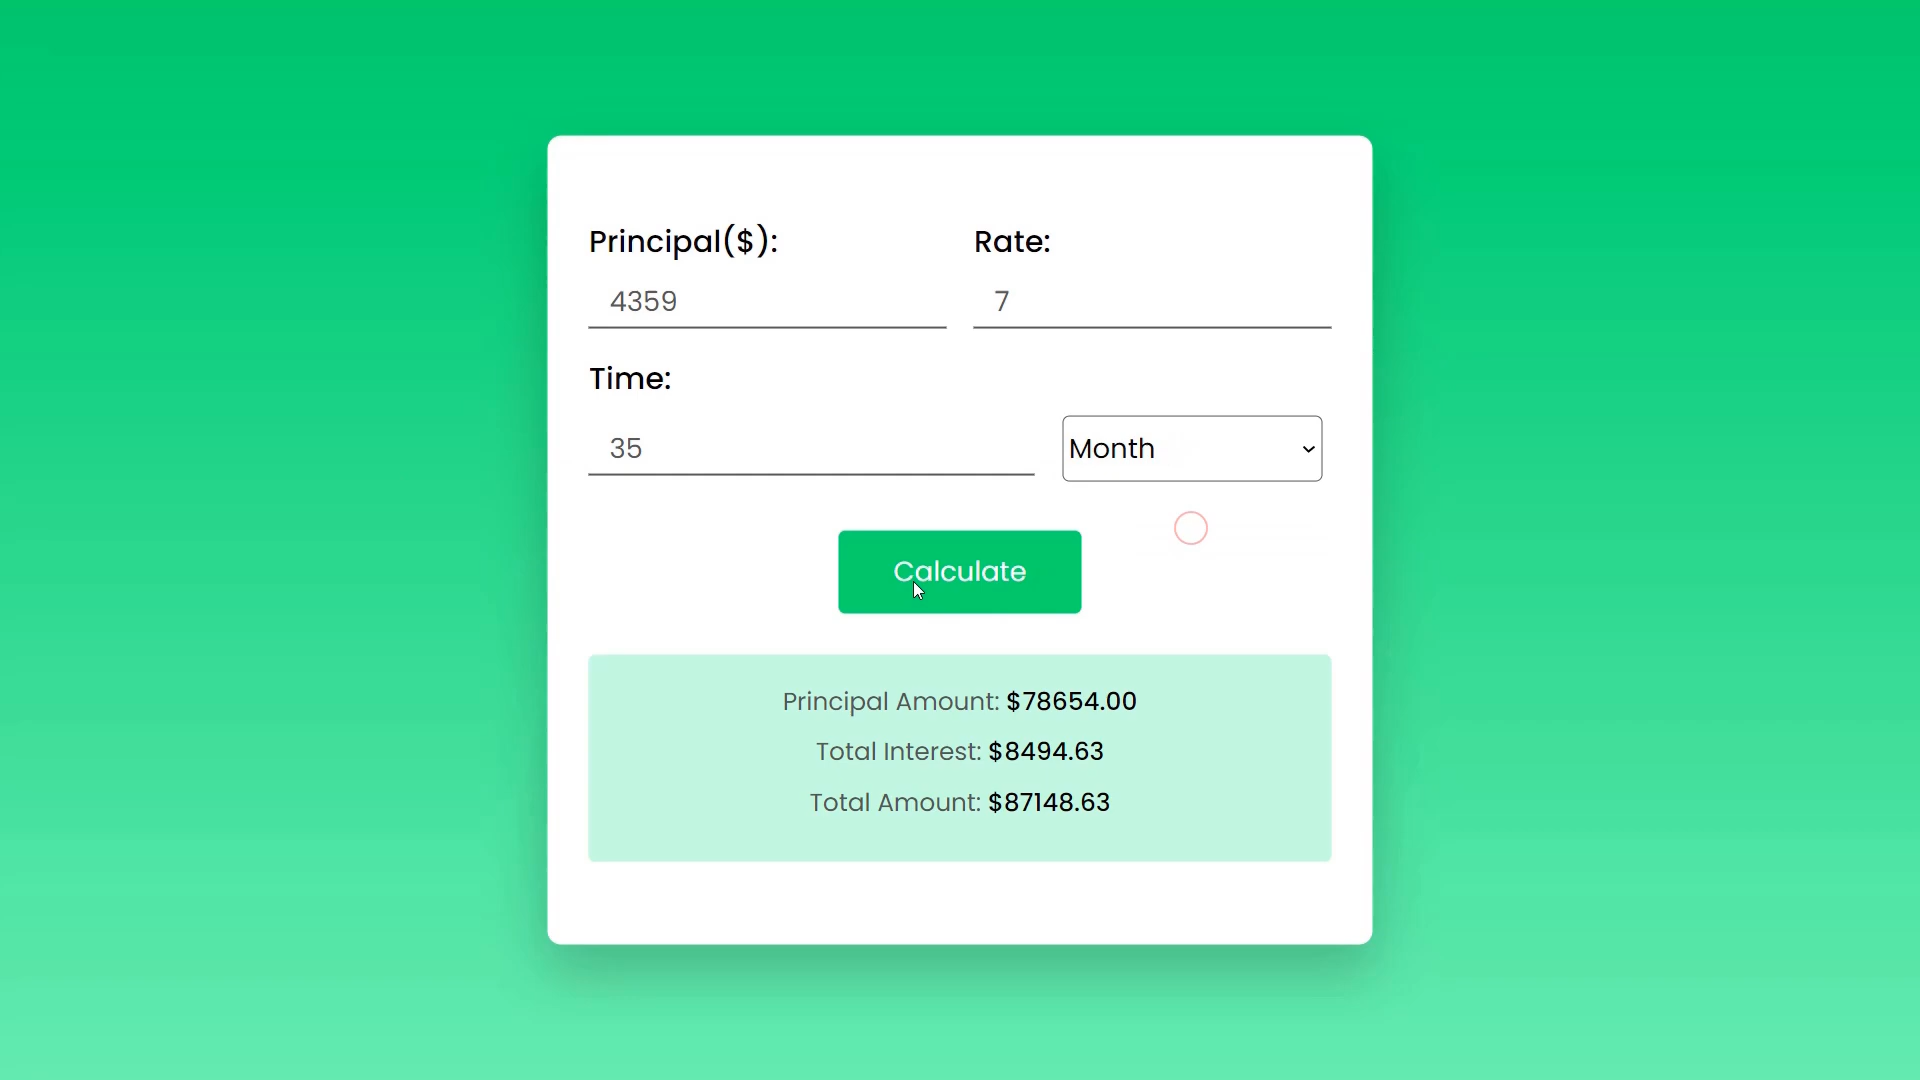 Principal($): Rate:
4359 7
Time:
35 Month
Calculate
Principal Amount: $78654.00
Total Interest: $8494.63
Total Amount: $87148.63